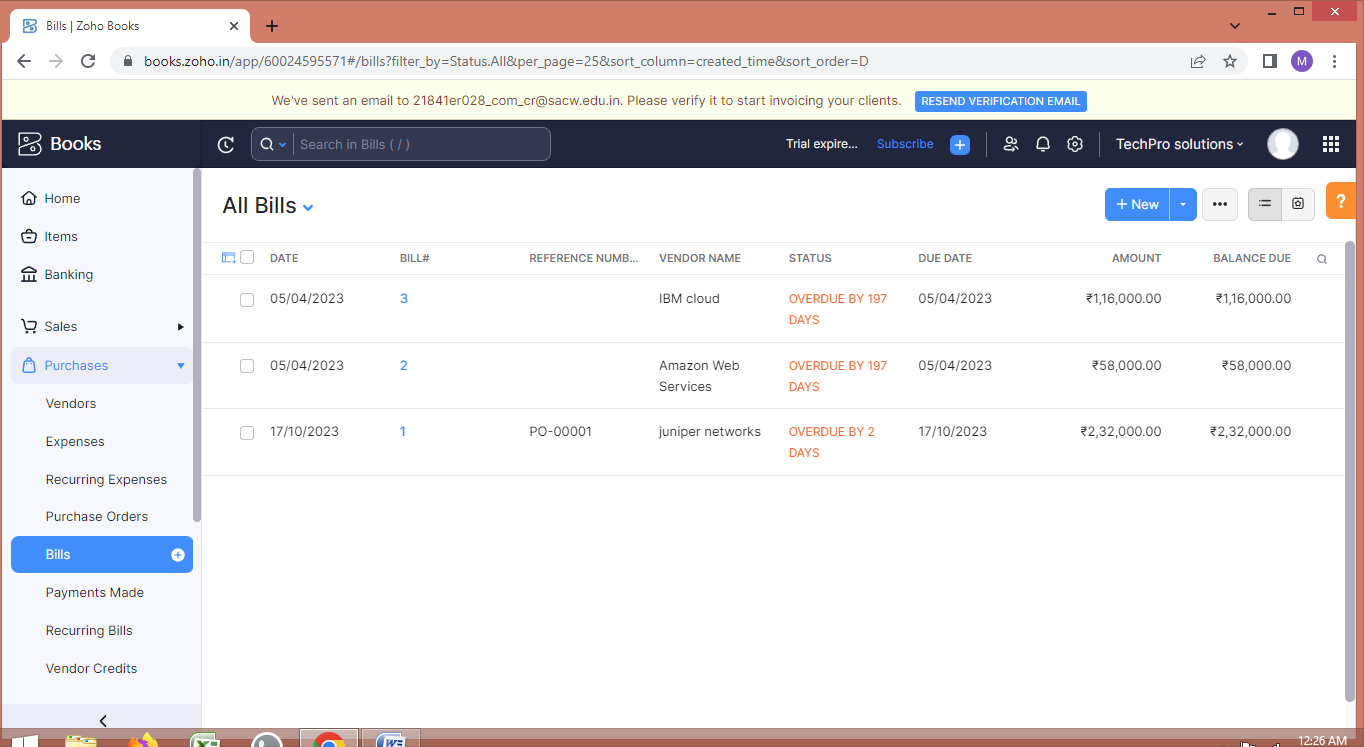 Bills | Zoho Books
books.zoho.in/app/60024595571#/bills?filter_by=Status.All&per_page=25&sort_column=created_time&sort_order=D
M
We've sent an email to 21841er028_com_cr@sacw.edu.in. Please verify it to start invoicing your clients. RESEND VERIFICATION EMAIL
Books
Search in Bills ( / )
Trial expire... Subscribe
TechPro solutions
Home
Items
Banking
Sales
Purchases
Vendors
Expenses
Recurring Expenses
Purchase Orders
Bills
Payments Made
Recurring Bills
Vendor Credits
All Bills
+ New
?
DATE BILL# REFERENCE NUMB... VENDOR NAME STATUS DUE DATE AMOUNT BALANCE DUE
05/04/2023 3 IBM cloud OVERDUE BY 197 05/04/2023 ₹1,16,000.00 ₹1,16,000.00
DAYS
05/04/2023 2 Amazon Web OVERDUE BY 197 05/04/2023 ₹58,000.00 ₹58,000.00
Services DAYS
17/10/2023 1 PO-00001 juniper networks OVERDUE BY 2 17/10/2023 ₹2,32,000.00 ₹2,32,000.00
DAYS
12:26 AM